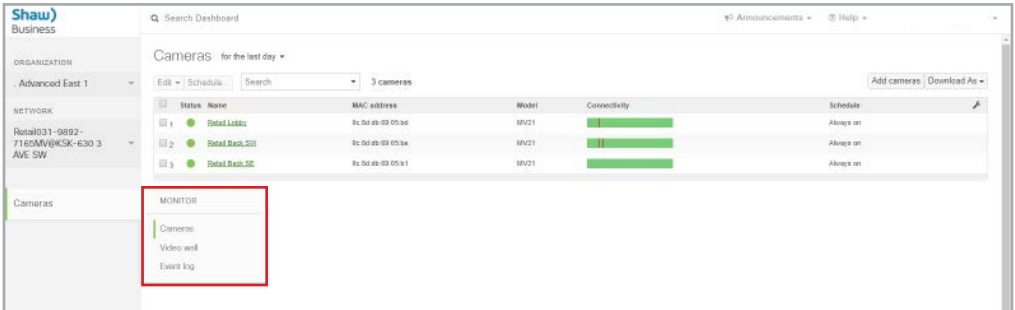 Shaw)
Business
Search Dashboard
Announcements
Help
ORGANIZATION
. Advanced East 1
NETWORK
Retail031-9892-
7165MV@KSK-630 3
AVE SW
Cameras
Cameras for the last day
Edit Schedule... Search 3 cameras Add cameras Download As
Status Name MAC address Model Connectivity Schedule
1 Retail Lobby MV21 Always on
2 Retail Back SW MV21 Always on
3 Retail Back SE MV21 Always on
MONITOR
Cameras
Video wall
Event log